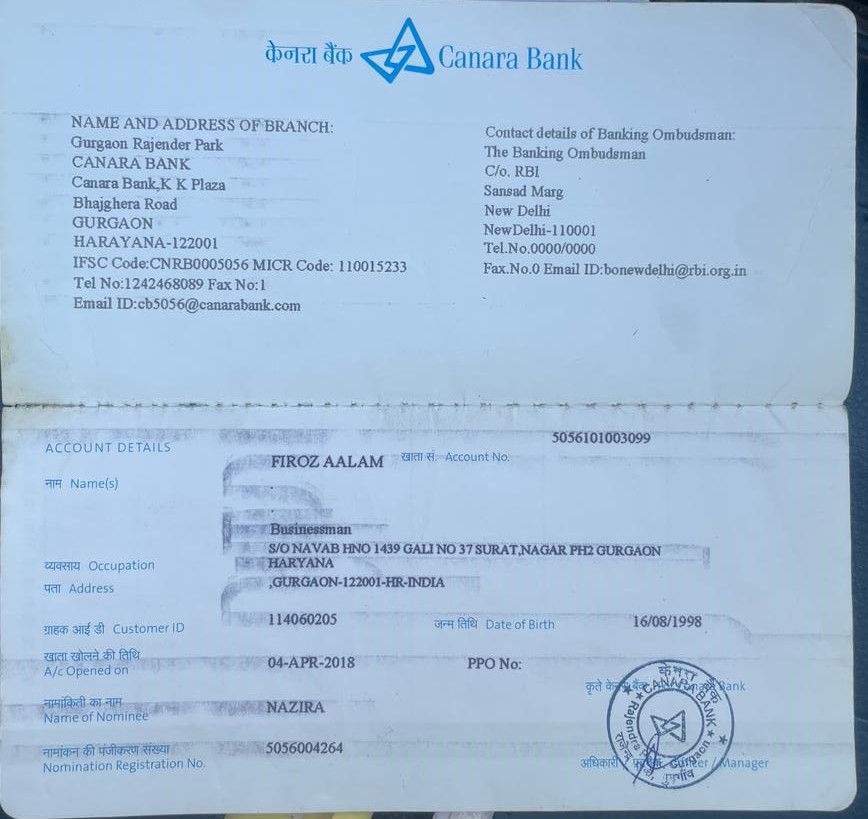 केनरा बैंक Canara Bank
NAME AND ADDRESS OF BRANCH:
Gurgaon Rajender Park
CANARA BANK
Canara Bank,K K Plaza
Bhajghera Road
GURGAON
HARAYANA-122001
IFSC Code:CNRB0005056 MICR Code: 110015233
Tel No:1242468089 Fax No:1
Email ID:cb5056@canarabank.com
Contact details of Banking Ombudsman:
The Banking Ombudsman
C/o. RBI
Sansad Marg
New Delhi
NewDelhi-110001
Tel.No.0000/0000
Fax.No.0 Email ID:bonewdelhi@rbi.org.in
ACCOUNT DETAILS
5056101003099
FIROZ AALAM खाता सं. Account No.
नाम Name(s)
Businessman
S/O NAVAB HNO 1439 GALI NO 37 SURAT,NAGAR PH2 GURGAON
HARYANA
व्यवसाय Occupation
,GURGAON-122001-HR-INDIA
पता Address
ग्राहक आई डी Customer ID 114060205 जन्म तिथि Date of Birth 16/08/1998
खाता खोलने की तिथि
A/c Opened on 04-APR-2018 PPO No:
कृते Bank
नामांकिती का नाम
Name of Nominee NAZIRA
नामांकन की पंजीकरण संख्या
Nomination Registration No. 5056004264
अधिकारी / Manager
केनरा बैंक
CANARA BANK
Rajendra Gurgaon
गुड़गाँव